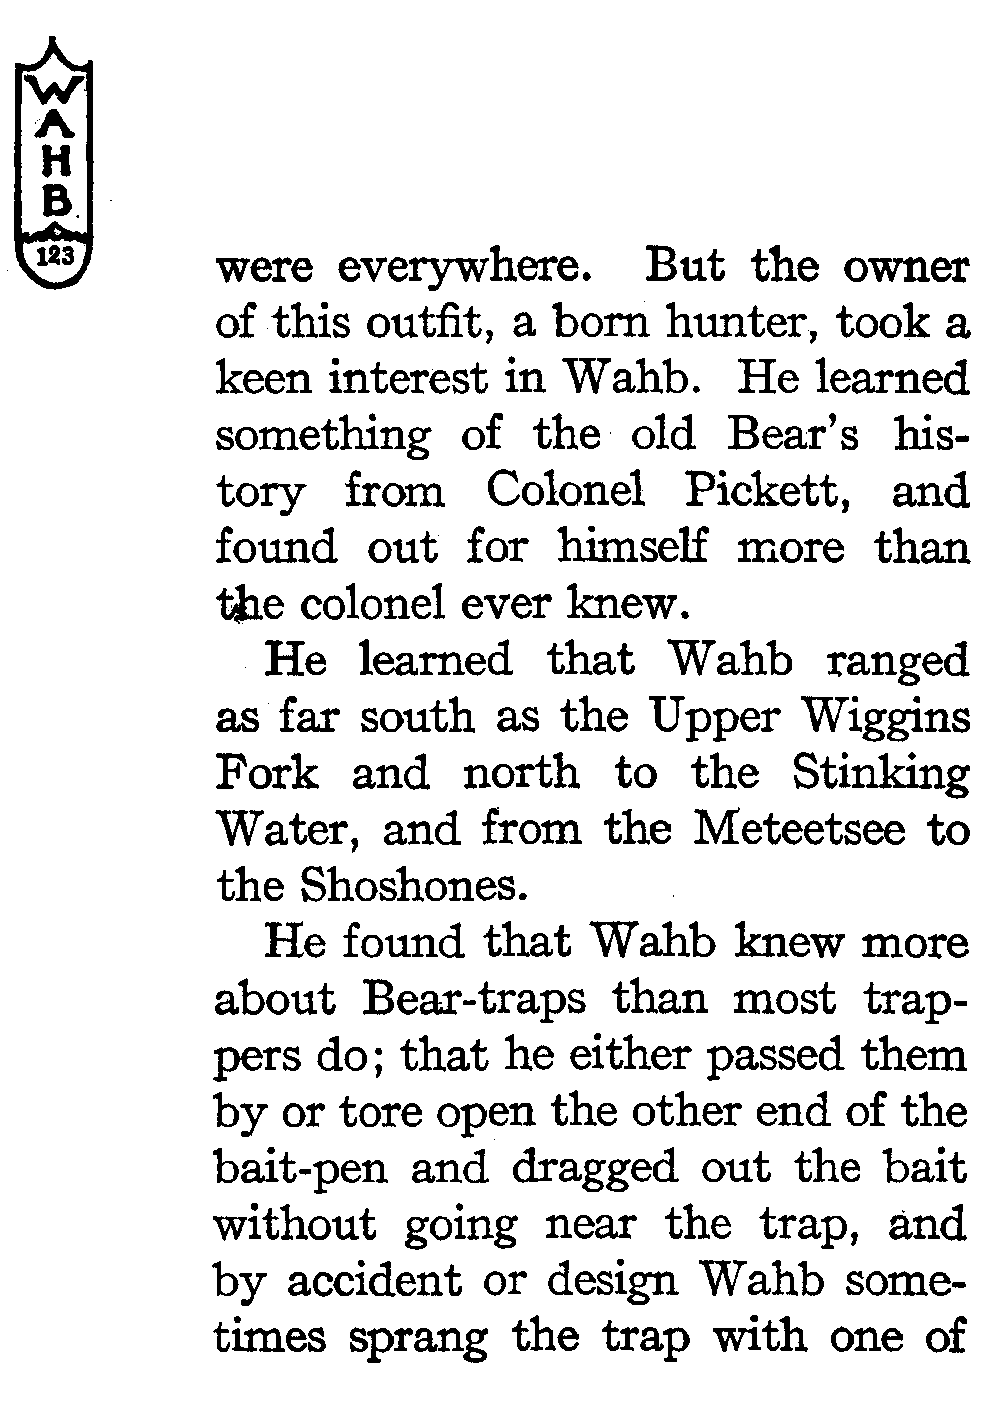 WAHB
123
were everywhere. But the owner
of this outfit, a born hunter, took a
keen interest in Wahb. He learned
something of the old Bear's his-
tory from Colonel Pickett, and
found out for himself more than
the colonel ever knew.
He learned that Wahb ranged
as far south as the Upper Wiggins
Fork and north to the Stinking
Water, and from the Meteetsee to
the Shoshones.
He found that Wahb knew more
about Bear-traps than most trap-
pers do; that he either passed them
by or tore open the other end of the
bait-pen and dragged out the bait
without going near the trap, and
by accident or design Wahb some-
times sprang the trap with one of